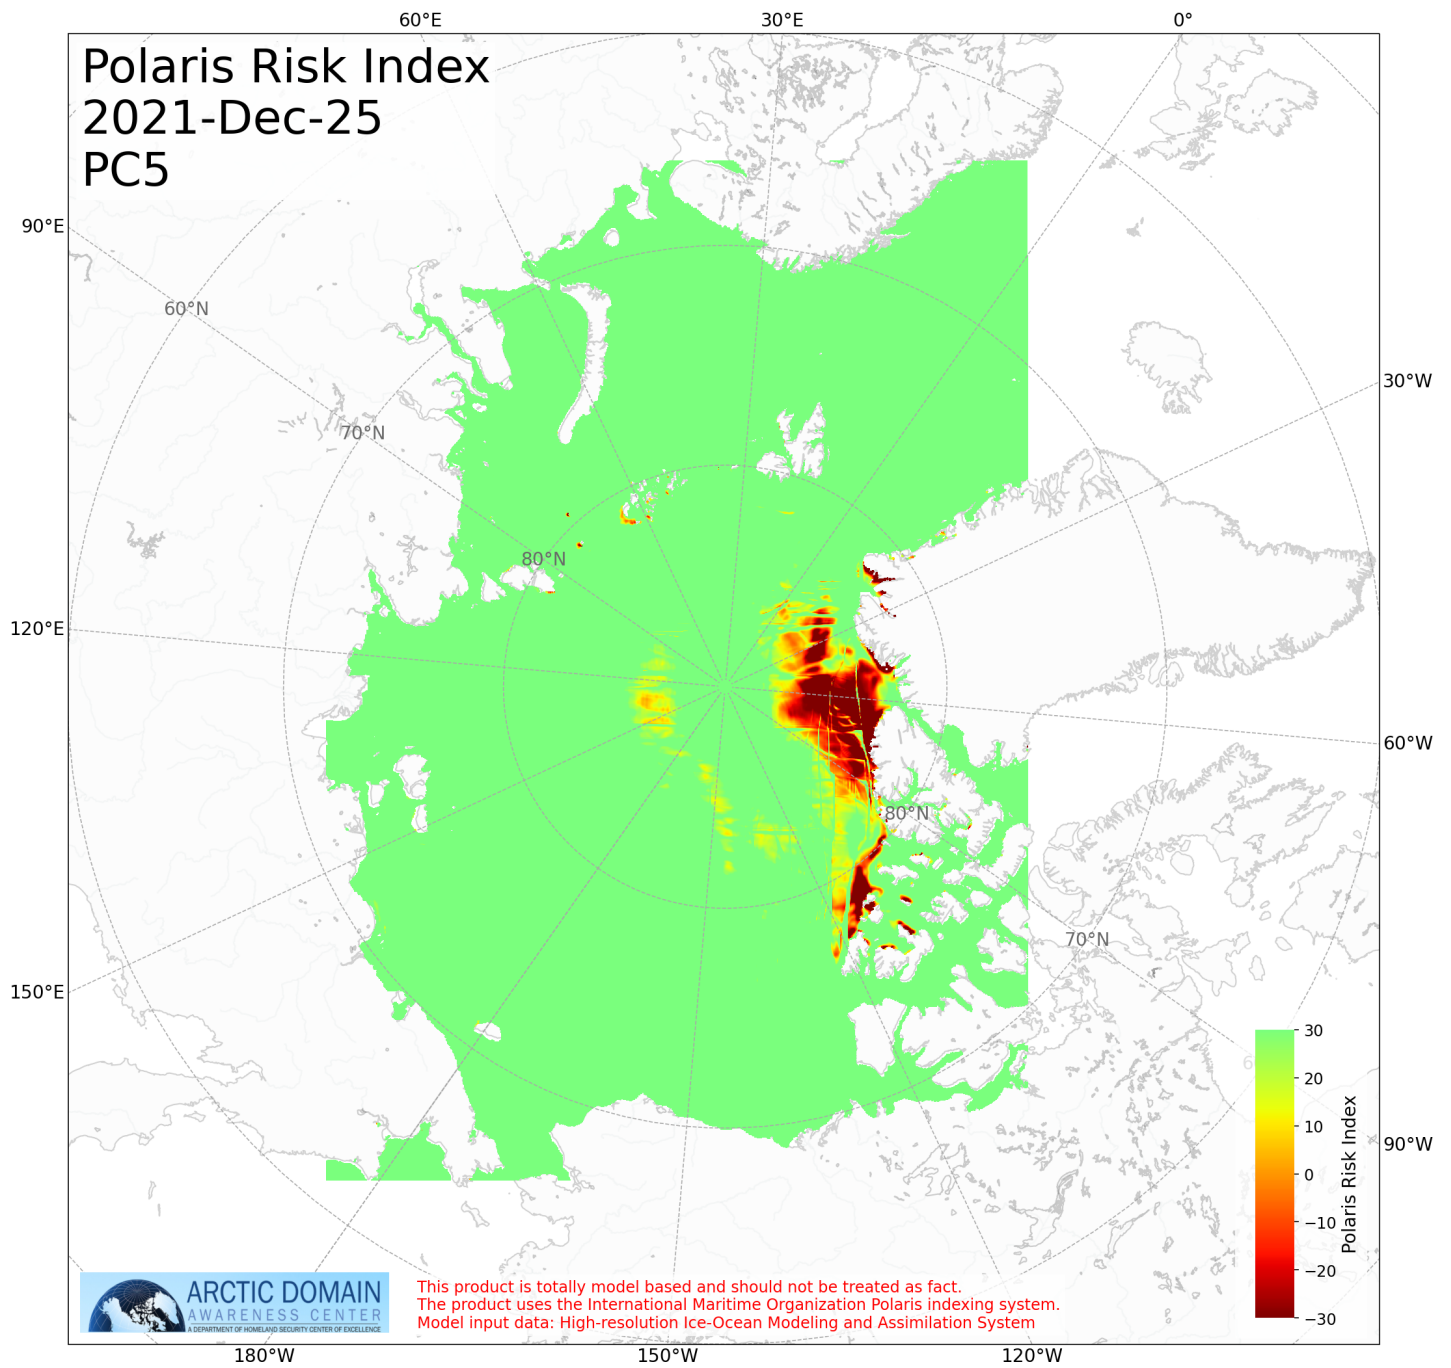 60°E
30°E
0°
Polaris Risk Index
2021-Dec-25
PC5
90°E
60°N
30°W
70°N
80°N
120°E
60°W
80°N
70°N
150°E
30
20
10
0
−10
−20
−30
Polaris Risk Index
90°W
ARCTIC DOMAIN
AWARENESS CENTER
A DEPARTMENT OF HOMELAND SECURITY CENTER OF EXCELLENCE
This product is totally model based and should not be treated as fact.
The product uses the International Maritime Organization Polaris indexing system.
Model input data: High-resolution Ice-Ocean Modeling and Assimilation System
180°W
150°W
120°W